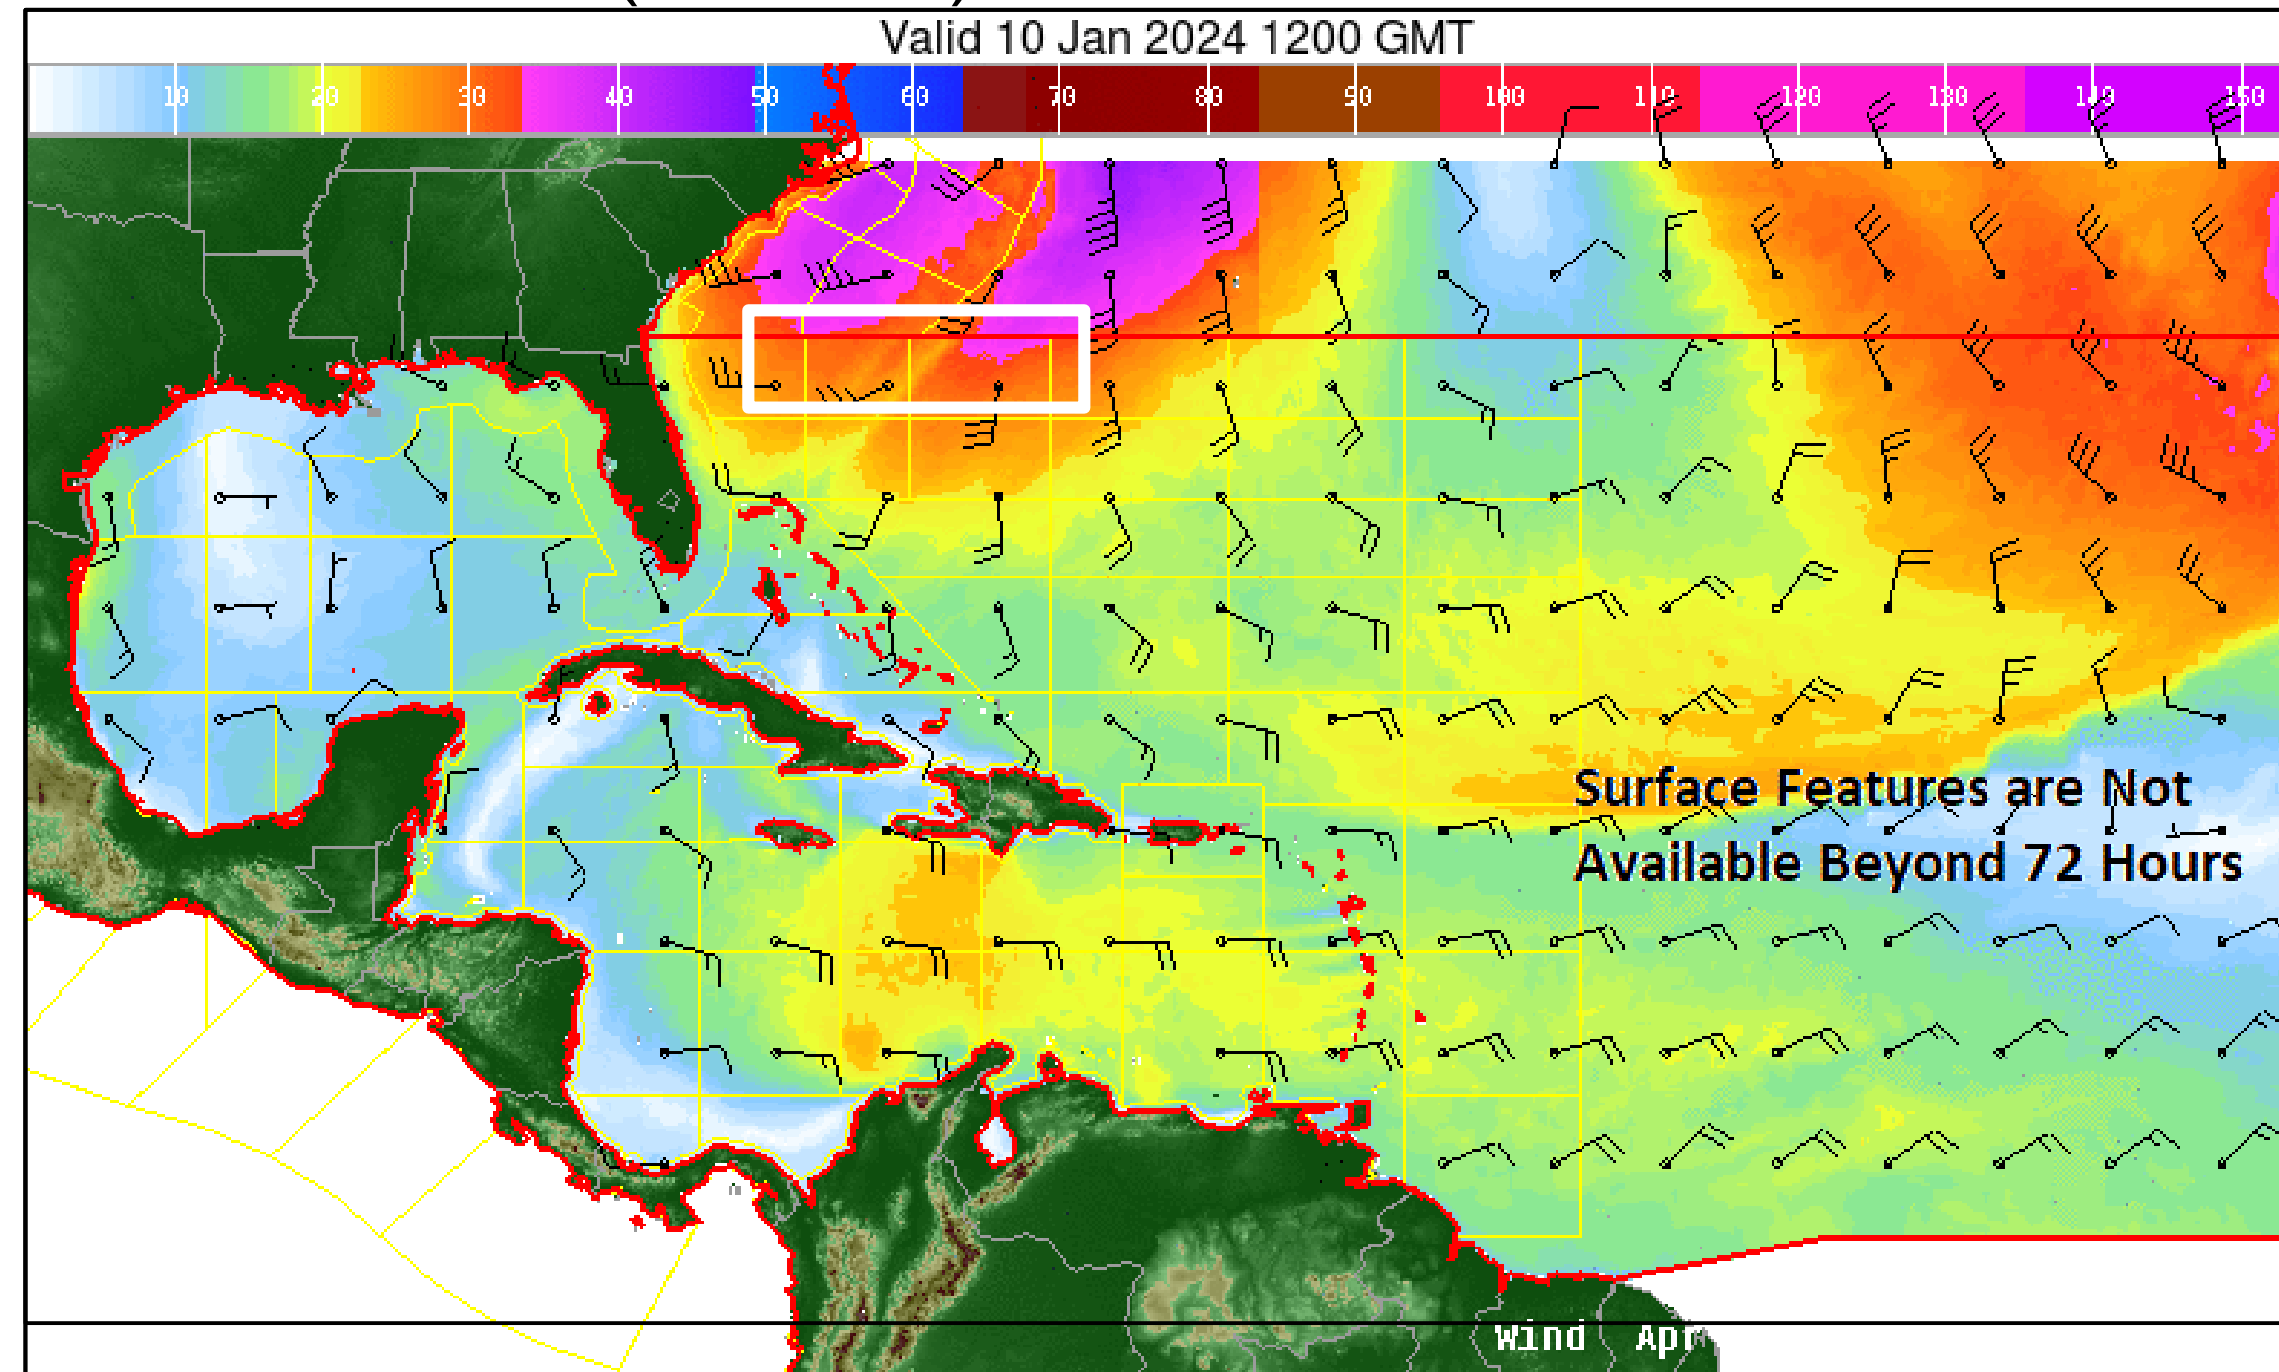 Valid 10 Jan 2024 1200 GMT
10 20 30 40 50 60 70 80 90 100 110 120 130 140 150
Surface Features are Not
Available Beyond 72 Hours
Wind Apr